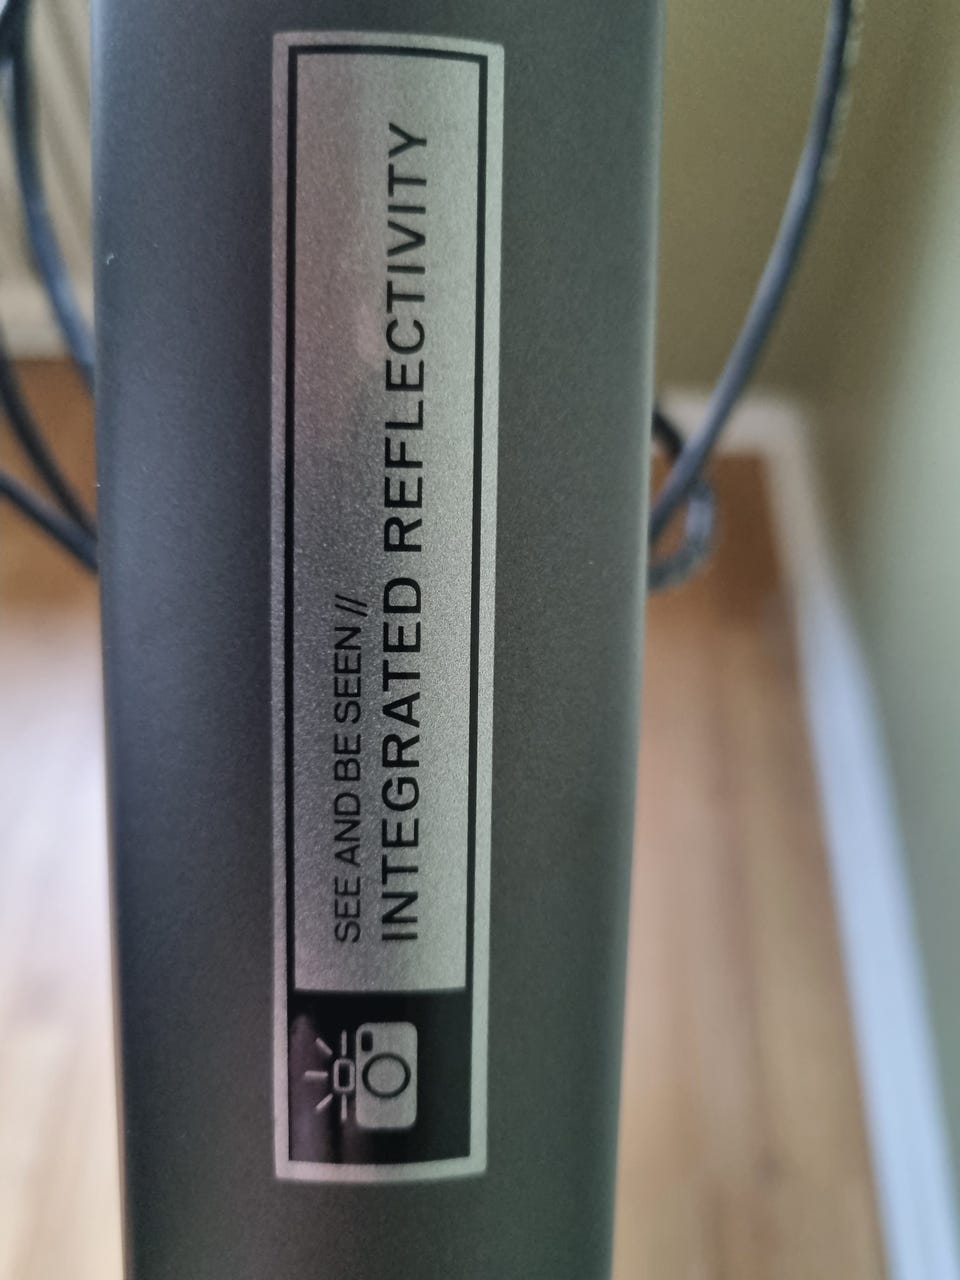 SEE AND BE SEEN //
INTEGRATED REFLECTIVITY